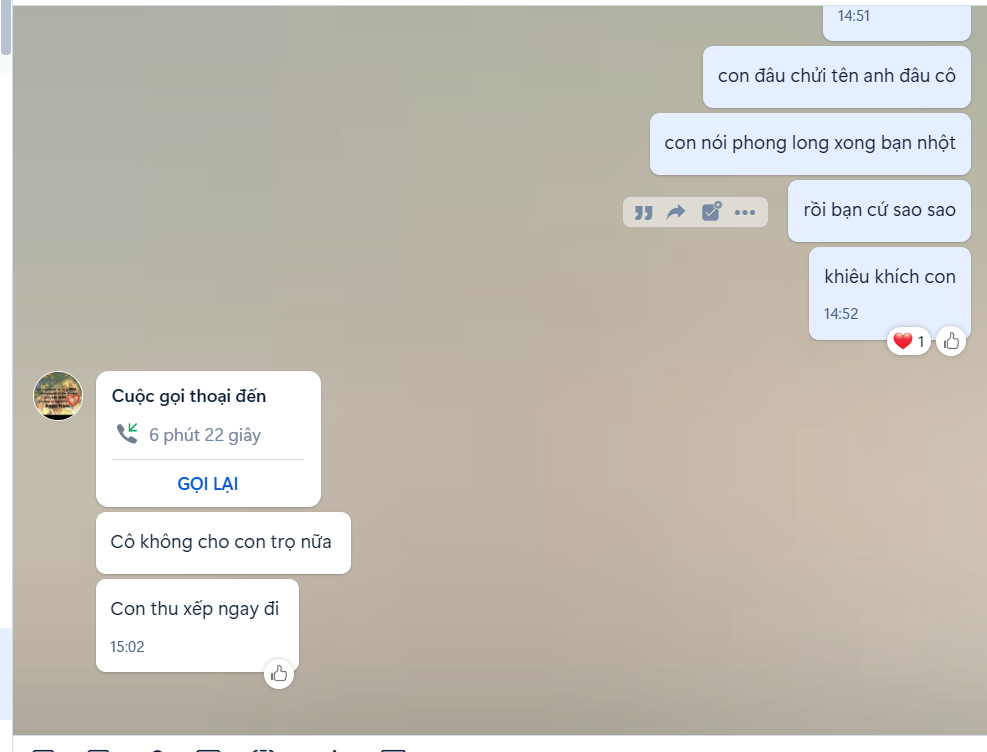 14:51
con đâu chửi tên anh đâu cô
con nói phong long xong bạn nhột
rồi bạn cứ sao sao
khiêu khích con
14:52
1
Cuộc gọi thoại đến
6 phút 22 giây
GỌI LẠI
Cô không cho con trọ nữa
Con thu xếp ngay đi
15:02